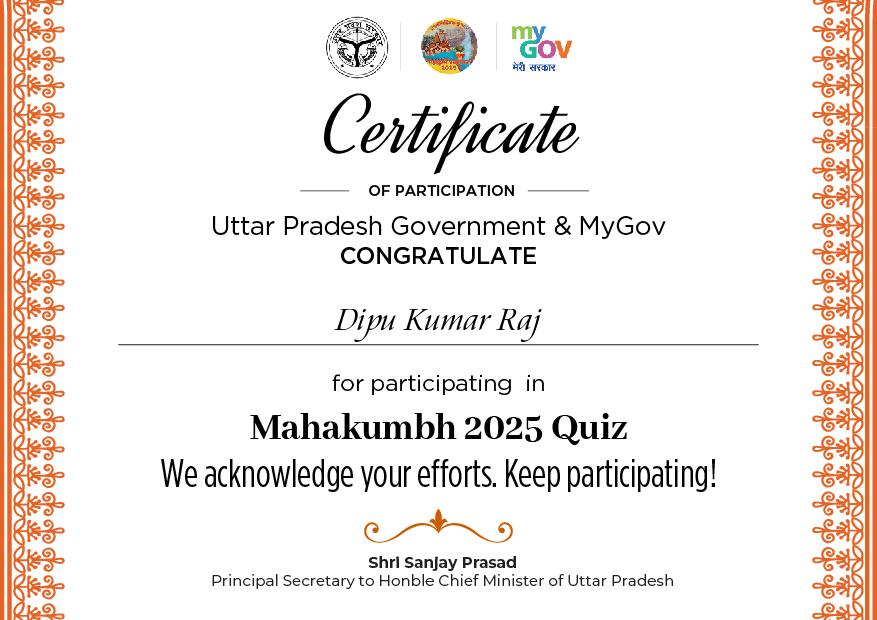 my
GOV
मेरी सरकार
2025
Certificate
OF PARTICIPATION
Uttar Pradesh Government & MyGov
CONGRATULATE
Dipu Kumar Raj
for participating in
Mahakumbh 2025 Quiz
We acknowledge your efforts. Keep participating!
Shri Sanjay Prasad
Principal Secretary to Honble Chief Minister of Uttar Pradesh